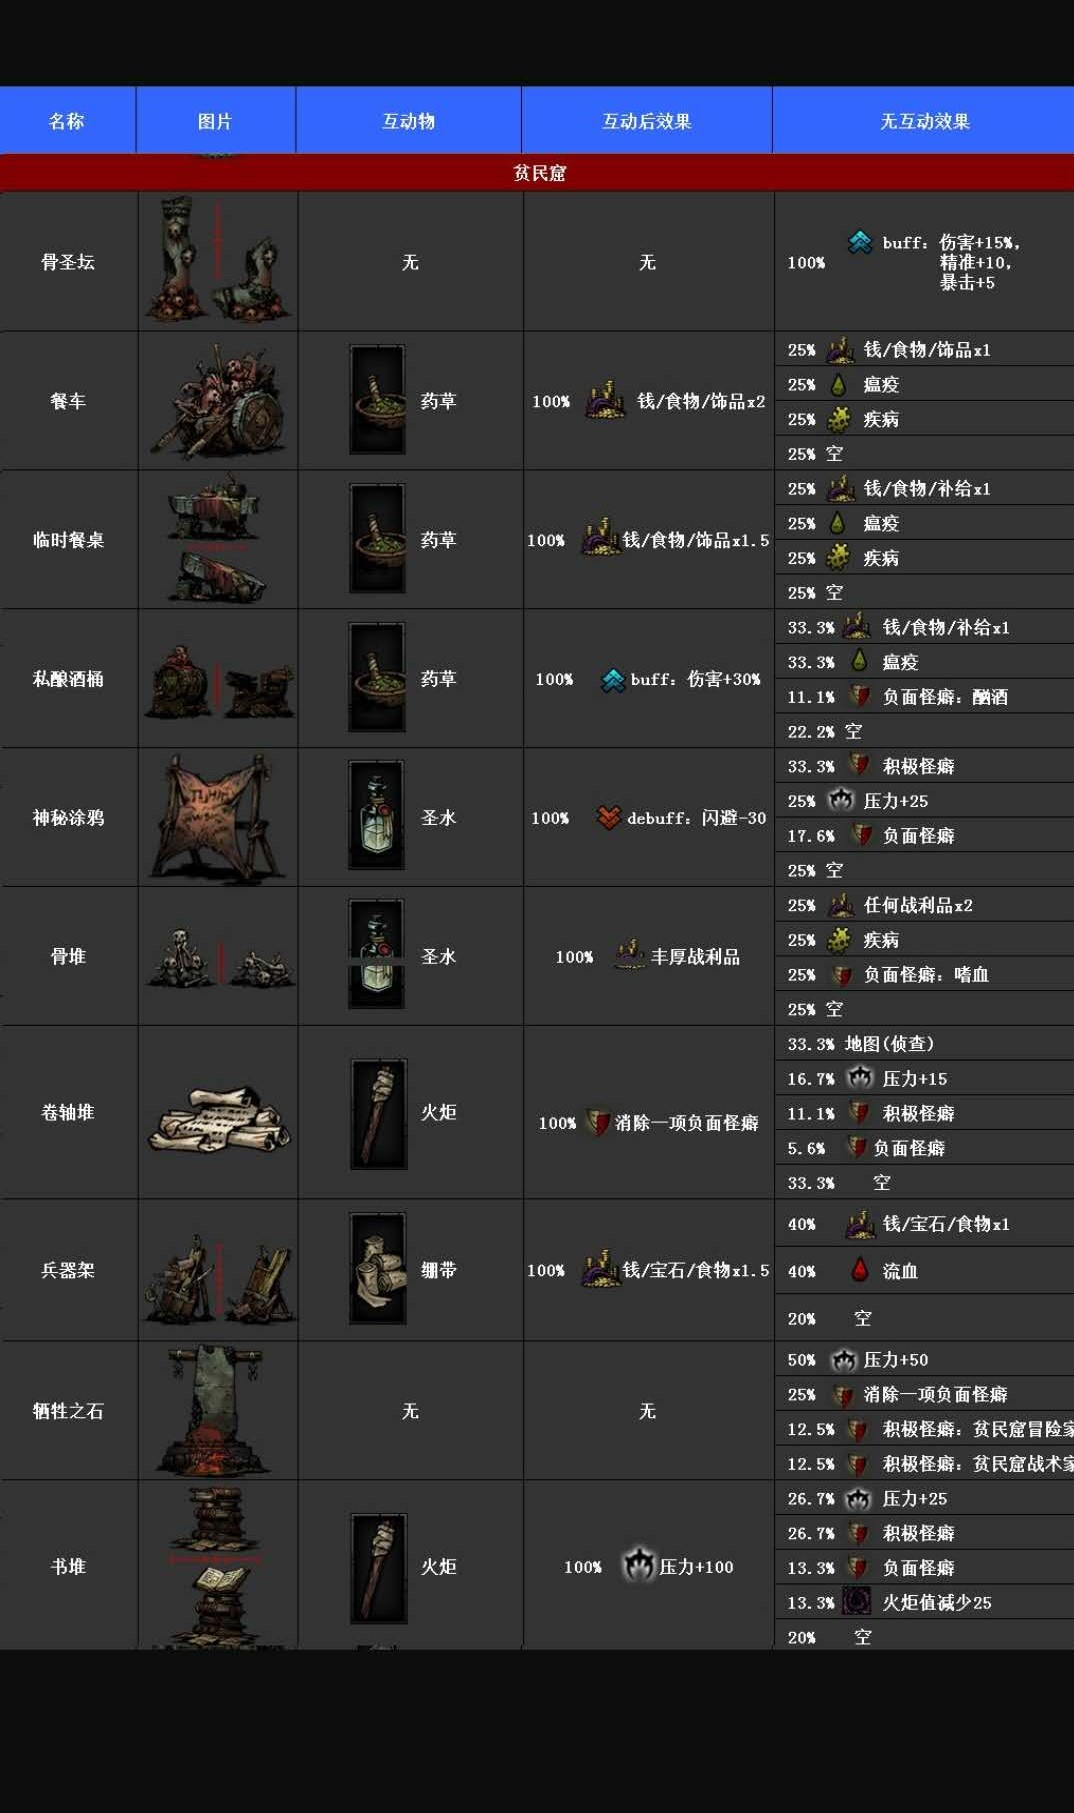 名称 图片 互动物 互动后效果 无互动效果
贫民窟
骨圣坛 无 无 100% buff：伤害+15%，
精准+10，
暴击+5
餐车 药草 100% 钱/食物/饰品x2
25% 钱/食物/饰品x1
25% 瘟疫
25% 疾病
25% 空
临时餐桌 药草 100% 钱/食物/饰品x1.5
25% 钱/食物/补给x1
25% 瘟疫
25% 疾病
25% 空
私酿酒桶 药草 100% buff：伤害+30%
33.3% 钱/食物/补给x1
33.3% 瘟疫
11.1% 负面怪癖：酗酒
22.2% 空
神秘涂鸦 圣水 100% debuff：闪避-30
33.3% 积极怪癖
25% 压力+25
17.6% 负面怪癖
25% 空
骨堆 圣水 100% 丰厚战利品
25% 任何战利品x2
25% 疾病
25% 负面怪癖：嗜血
25% 空
卷轴堆 火炬 100% 消除一项负面怪癖
33.3% 地图(侦查)
16.7% 压力+15
11.1% 积极怪癖
5.6% 负面怪癖
33.3% 空
兵器架 绷带 100% 钱/宝石/食物x1.5
40% 钱/宝石/食物x1
40% 流血
20% 空
牺牲之石 无 无
50% 压力+50
25% 消除一项负面怪癖
12.5% 积极怪癖：贫民窟冒险家
12.5% 积极怪癖：贫民窟战术家
书堆 火炬 100% 压力+100
26.7% 压力+25
26.7% 积极怪癖
13.3% 负面怪癖
13.3% 火炬值减少25
20% 空